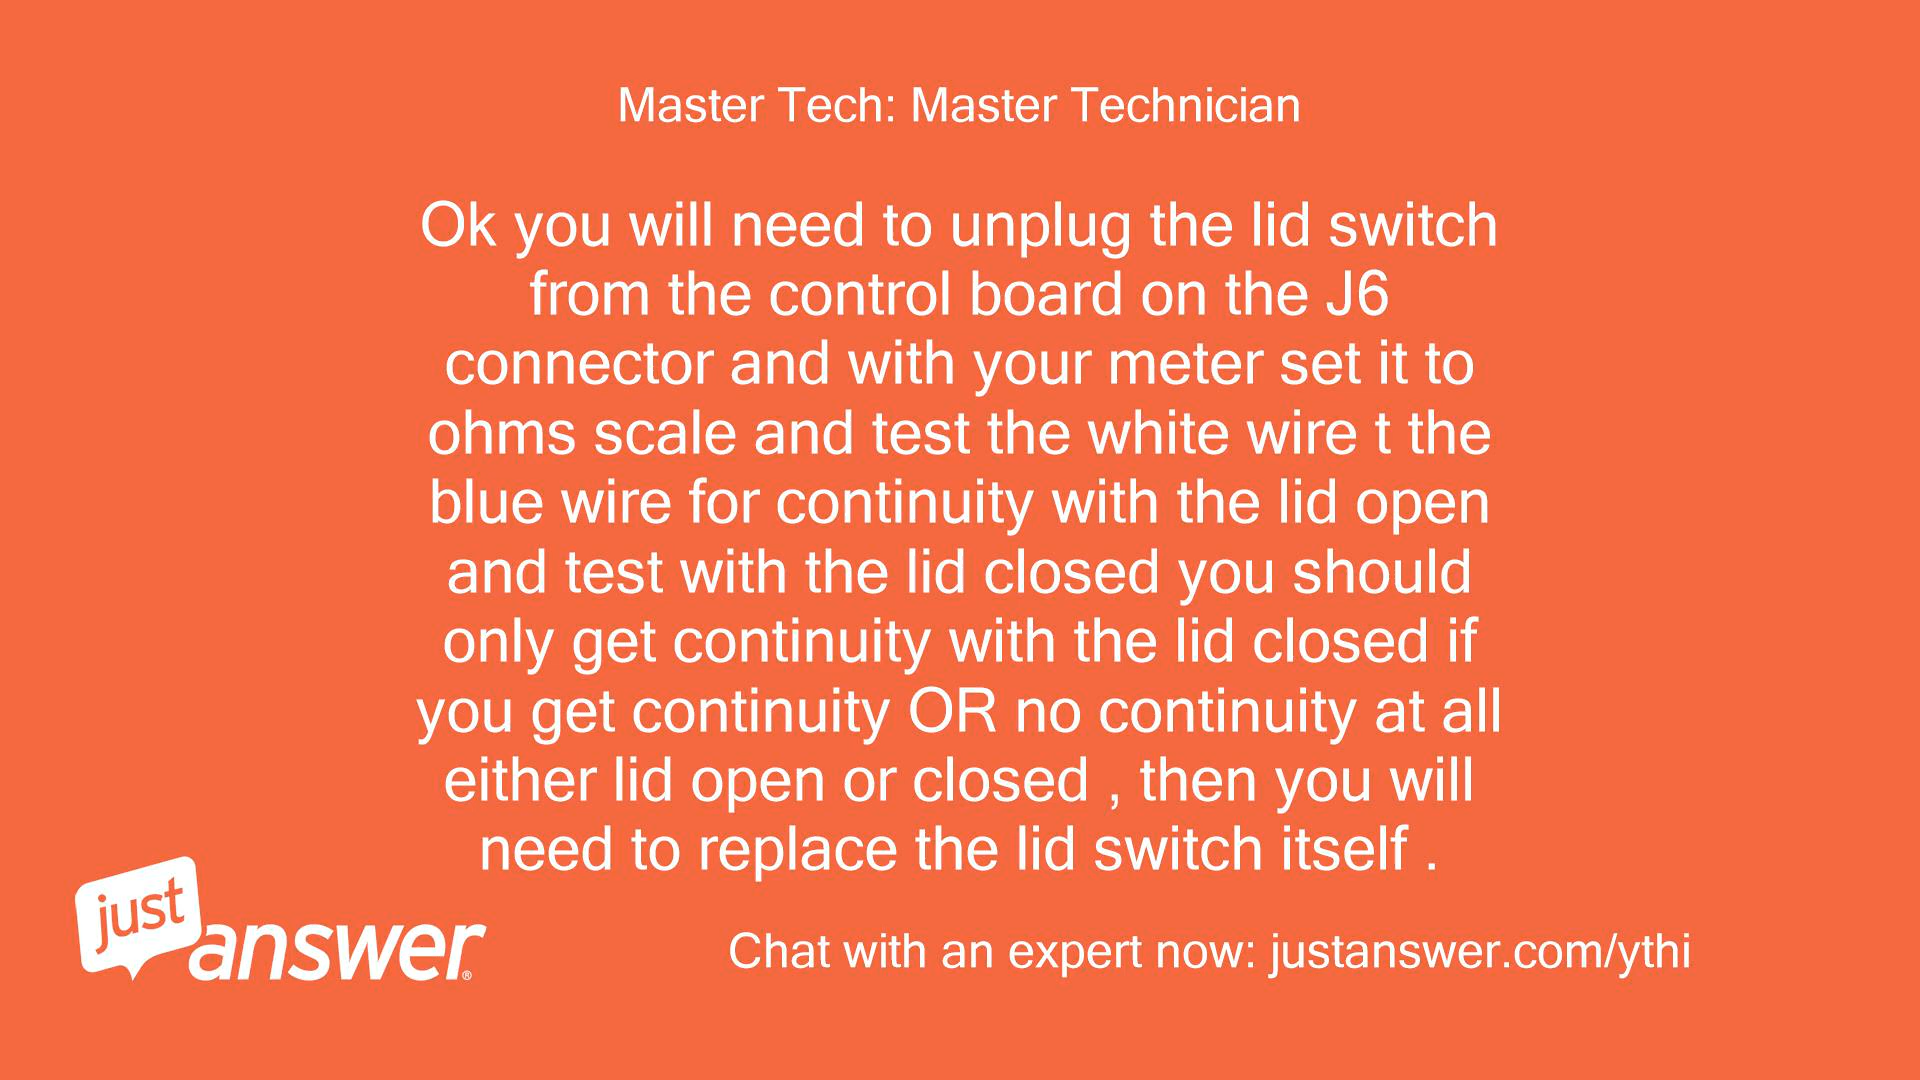 Master Tech: Master Technician
Ok you will need to unplug the lid switch
from the control board on the J6
connector and with your meter set it to
ohms scale and test the white wire t the
blue wire for continuity with the lid open
and test with the lid closed you should
only get continuity with the lid closed if
you get continuity OR no continuity at all
either lid open or closed , then you will
need to replace the lid switch itself .
just
answer®
Chat with an expert now: justanswer.com/ythi